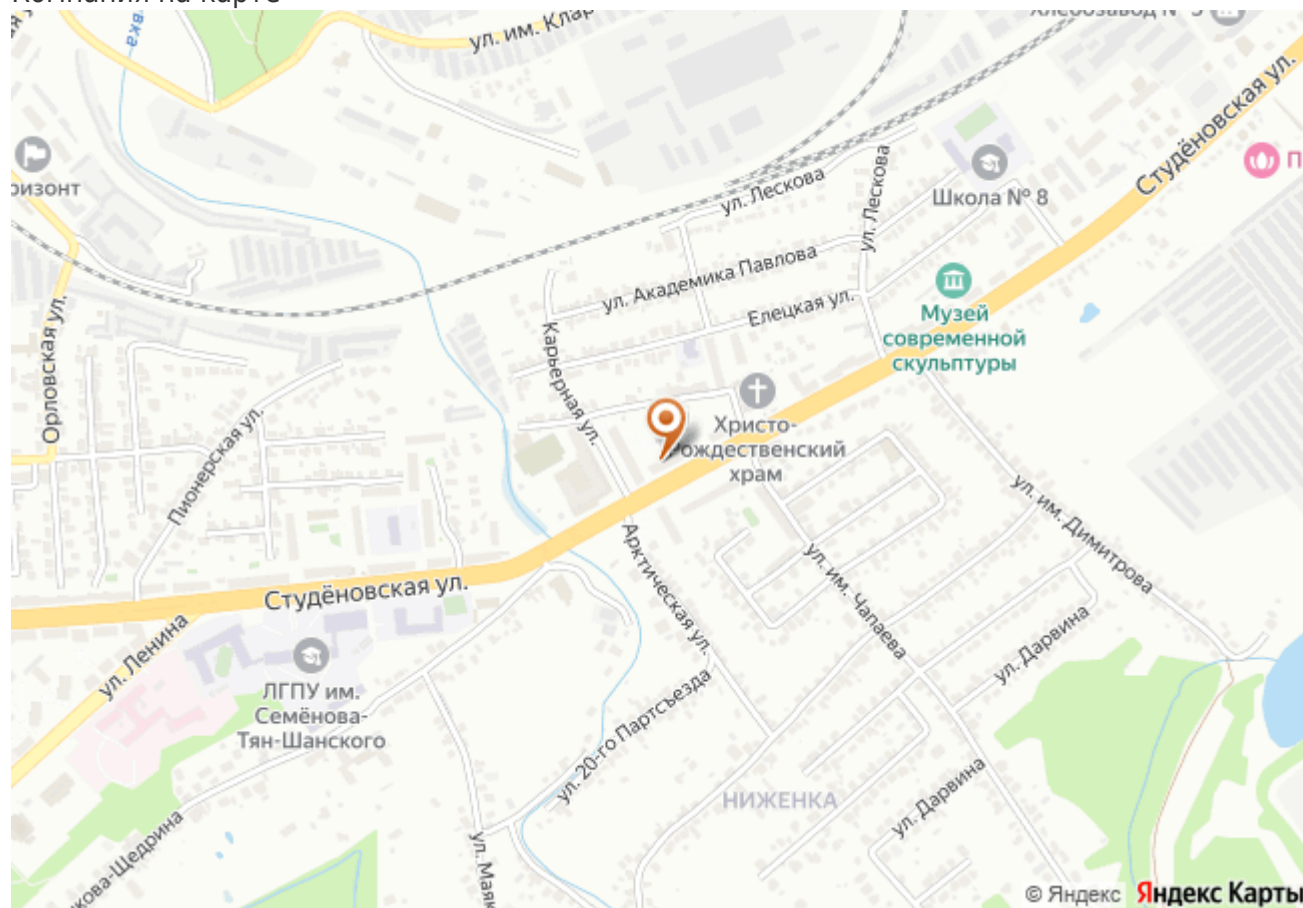 ул. им. Клар
Студёновская ул.
ризонт
ул. Лескова
ул. Лескова
Школа № 8
П
ул. Академика Павлова
Елецкая ул.
Музей
современной
скульптуры
Орловская ул.
Карьерная ул.
Пионерская ул.
Христо-
Рождественский
храм
ул. им. Димитрова
Арктическая ул.
ул. им. Чапаева
Студёновская ул.
ул. Ленина
ул. Дарвина
ЛГПУ им.
Семёнова-
Тян-Шанского
ул. 20-го Партсъезда
НИЖЕНКА
ул. Дарвина
кова-Щедрина
ул. Маяк
© Яндекс Яндекс Карты